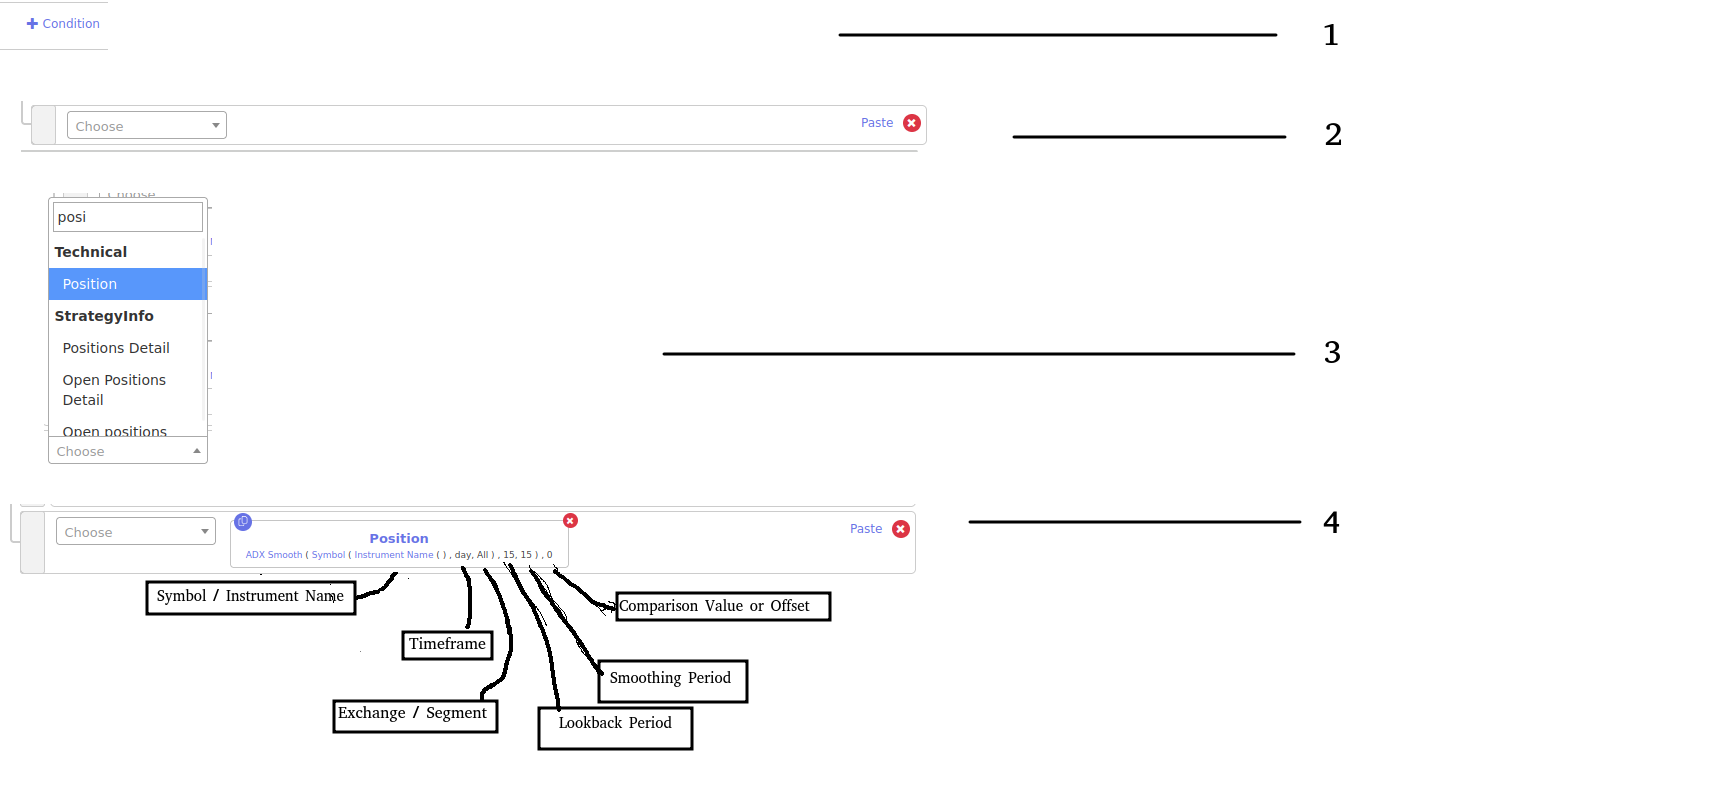 + Condition
1
Choose
Paste
2
Choose
posi
Technical
Position
StrategyInfo
Positions Detail
Open Positions
Detail
Open positions
Choose
3
Choose
Position
ADX Smooth ( Symbol ( Instrument Name ( ) , day, All ) , 15, 15 ) , 0
Paste
4
Symbol / Instrument Name
Comparison Value or Offset
Timeframe
Smoothing Period
Exchange / Segment
Lookback Period